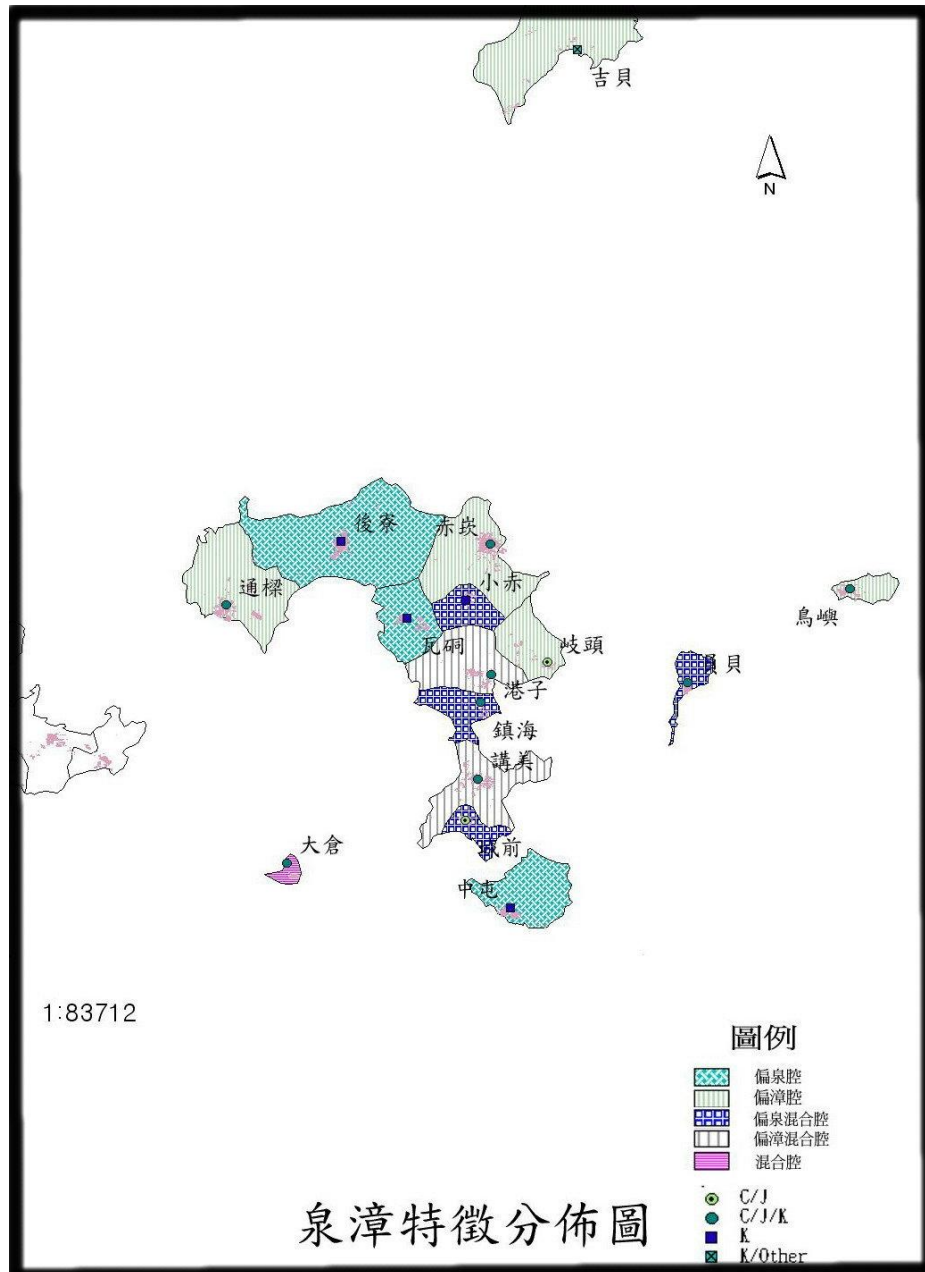 吉貝
N
後寮
赤崁
小赤
通樑
鳥嶼
瓦硐
岐頭
員貝
港子
鎮海
講美
大倉
城前
中屯
1:83712
圖例
偏泉腔
偏漳腔
偏泉混合腔
偏漳混合腔
混合腔
C/J
C/J/K
K
K/Other
泉漳特徵分佈圖